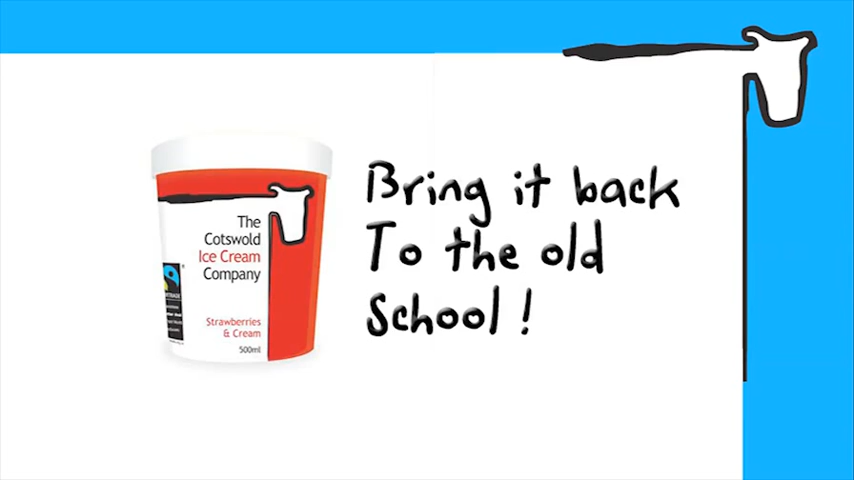 The
Cotswold
Ice Cream
Company
Strawberries
& Cream
500ml
Bring it back
To the old
School!